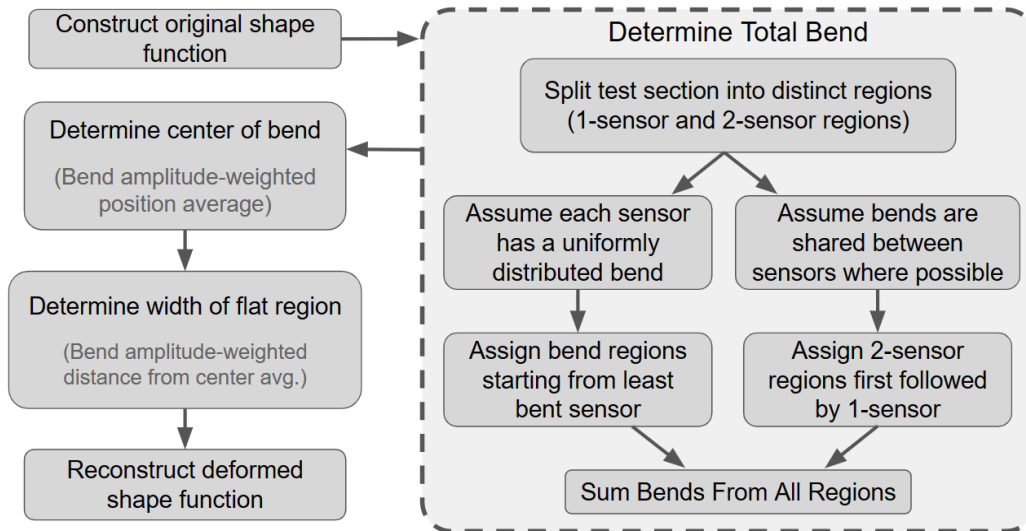 Construct original shape
function
Determine Total Bend
Split test section into distinct regions
(1-sensor and 2-sensor regions)
Assume each sensor
has a uniformly
distributed bend
Assume bends are
shared between
sensors where possible
Assign bend regions
starting from least
bent sensor
Assign 2-sensor
regions first followed
by 1-sensor
Sum Bends From All Regions
Determine center of bend
(Bend amplitude-weighted
position average)
Determine width of flat region
(Bend amplitude-weighted
distance from center avg.)
Reconstruct deformed
shape function